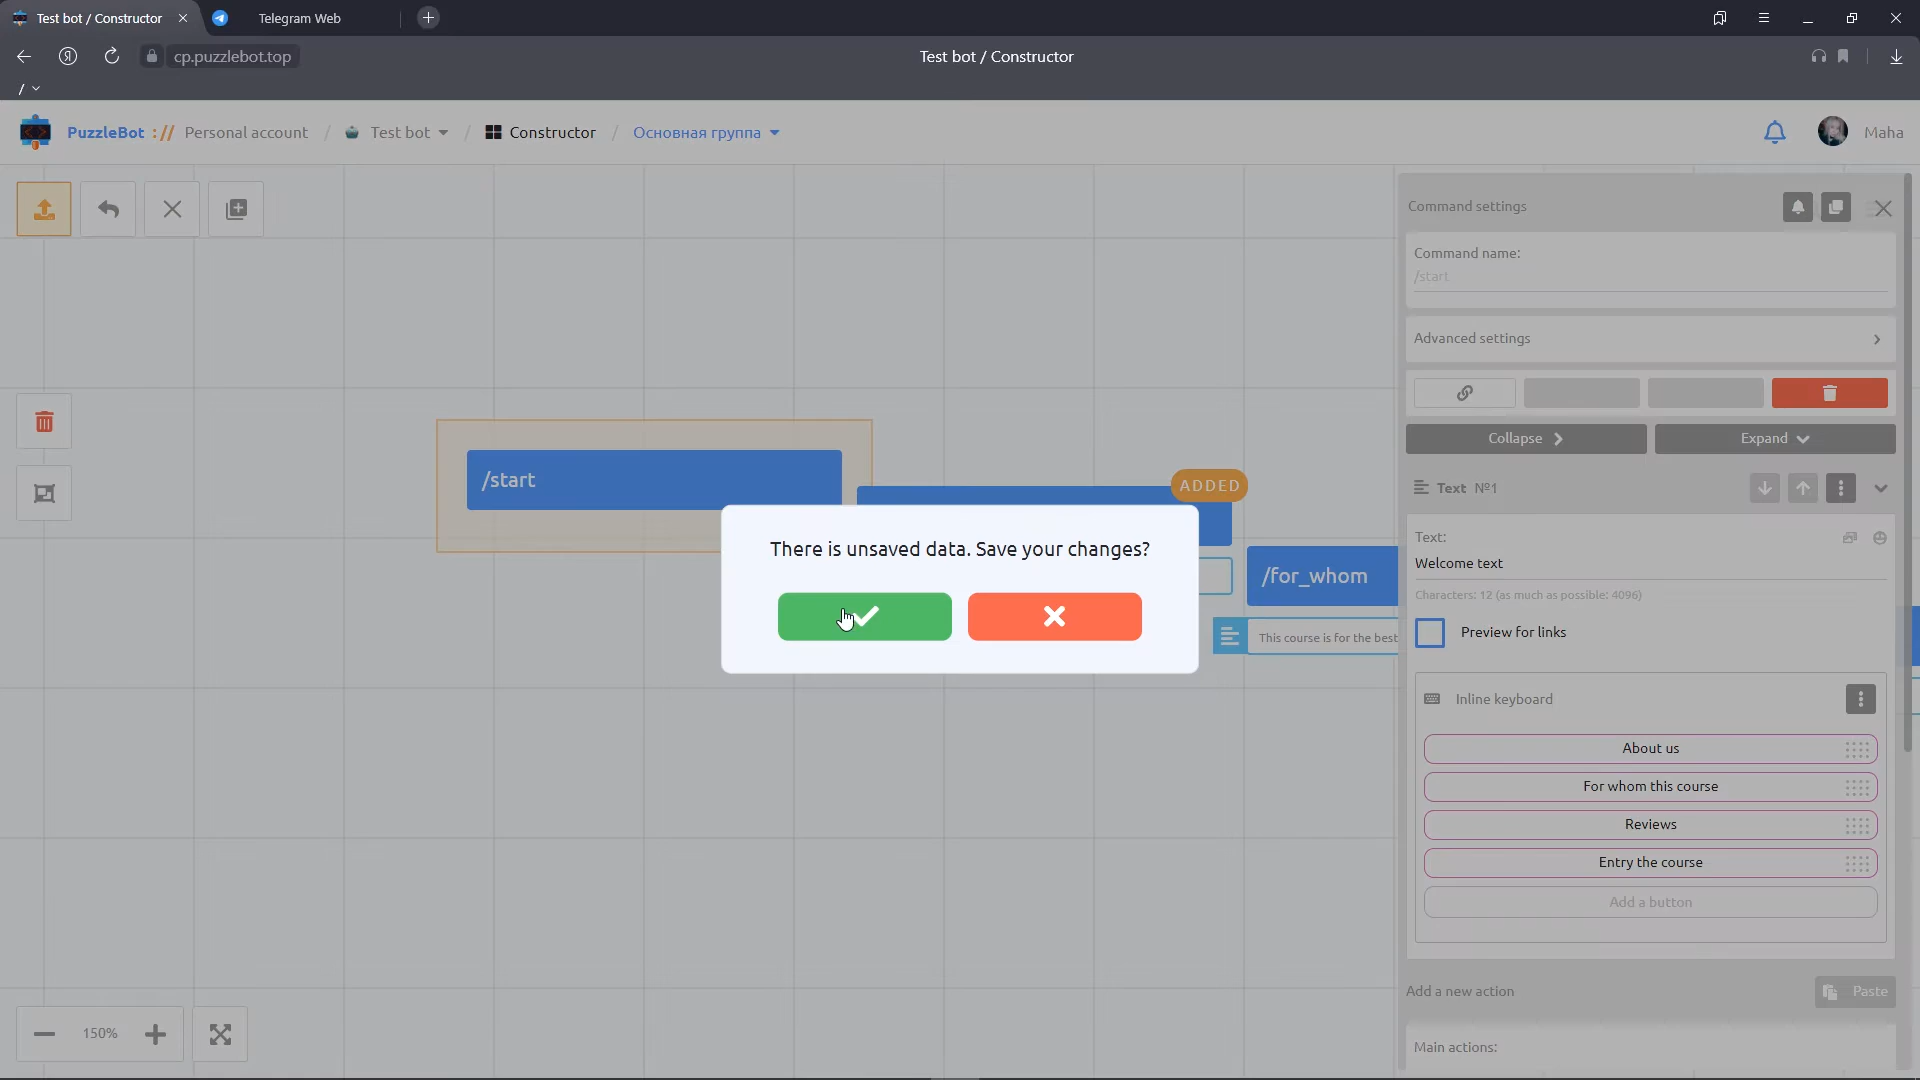 Test bot / Constructor
Telegram Web
cp.puzzlebot.top
Test bot / Constructor
/
PuzzleBot :// Personal account / Test bot / Constructor / Основная группа
Maha
Command settings
Command name:
/start
Advanced settings
Collapse
Expand
Text №1
Text:
Welcome text
Characters: 12 (as much as possible: 4096)
Preview for links
Inline keyboard
About us
For whom this course
Reviews
Entry the course
Add a button
Add a new action
Paste
Main actions:
/start
ADDED
/for_whom
This course is for the best
There is unsaved data. Save your changes?
150%